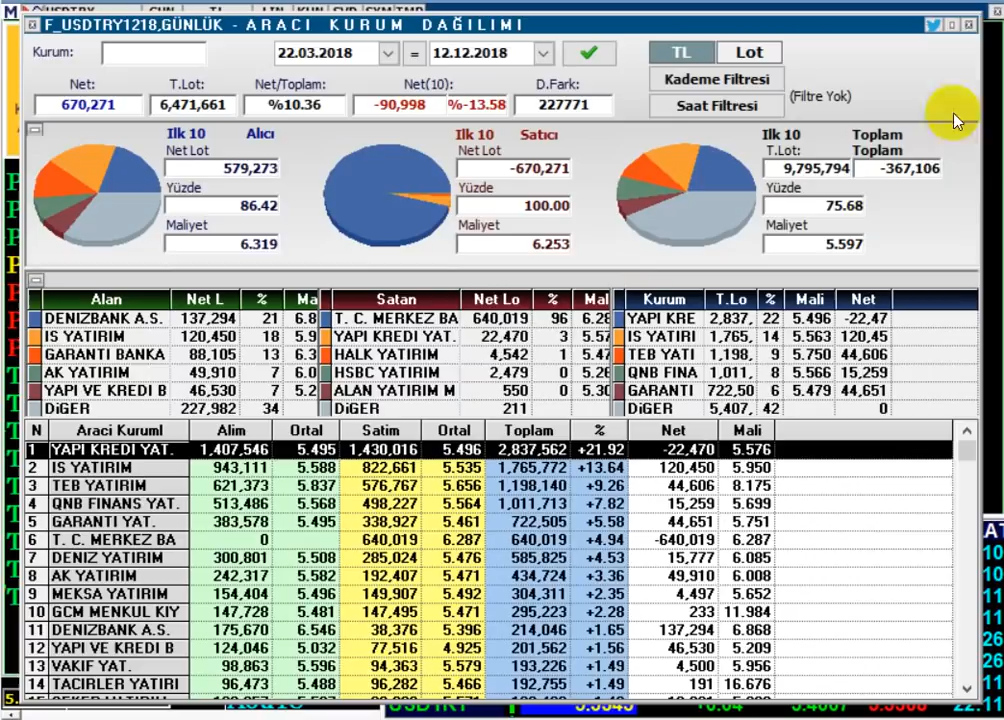 F_USDTRY1218,GÜNLÜK - ARACI KURUM DAĞILIMI
Kurum: 22.03.2018 = 12.12.2018 TL Lot
Kademe Filtresi
Net: T.Lot: Net/Toplam: Net(10): D.Fark: (Filtre Yok)
670,271 6,471,661 %10.36 -90,998 %-13.58 227771 Saat Filtresi
Ilk 10 Alıcı Ilk 10 Satıcı Ilk 10 Toplam
Net Lot Net Lot T.Lot: Toplam
579,273 -670,271 9,795,794 -367,106
Yüzde Yüzde Yüzde
86.42 100.00 75.68
Maliyet Maliyet Maliyet
6.319 6.253 5.597
Alan Net L % Ma Satan Net Lo % Mal Kurum T.Lo % Mali Net
DENIZBANK A.S. 137,294 21 6.8 T. C. MERKEZ BA 640,019 96 6.28 YAPI KRE 2,837, 22 5.496 -22,47
IS YATIRIM 120,450 18 5.9 YAPI KREDI YAT. 22,470 3 5.57 IS YATIRI 1,765, 14 5.563 120,45
GARANTI BANKA 88,105 13 6.3 HALK YATIRIM 4,542 1 5.47 TEB YATI 1,198, 9 5.750 44,606
AK YATIRIM 49,910 7 6.0 HSBC YATIRIM 2,479 0 5.26 QNB FINA 1,011, 8 5.566 15,259
YAPI VE KREDI B 46,530 7 5.2 ALAN YATIRIM M 550 0 5.30 GARANTI 722,50 6 5.479 44,651
DiGER 227,982 34 DiGER 211 DiGER 5,407, 42 0
N Araci Kuruml Alim Ortal Satim Ortal Toplam % Net Mali
1 YAPI KREDI YAT. 1,407,546 5.495 1,430,016 5.496 2,837,562 +21.92 -22,470 5.576
2 IS YATIRIM 943,111 5.588 822,661 5.535 1,765,772 +13.64 120,450 5.950
3 TEB YATIRIM 621,373 5.837 576,767 5.656 1,198,140 +9.26 44,606 8.175
4 QNB FINANS YAT. 513,486 5.568 498,227 5.564 1,011,713 +7.82 15,259 5.699
5 GARANTI YAT. 383,578 5.495 338,927 5.461 722,505 +5.58 44,651 5.751
6 T. C. MERKEZ BA 0 640,019 6.287 640,019 +4.94 -640,019 6.287
7 DENIZ YATIRIM 300,801 5.508 285,024 5.476 585,825 +4.53 15,777 6.085
8 AK YATIRIM 242,317 5.582 192,407 5.471 434,724 +3.36 49,910 6.008
9 MEKSA YATIRIM 154,404 5.496 149,907 5.492 304,311 +2.35 4,497 5.652
10 GCM MENKUL KIY 147,728 5.481 147,495 5.471 295,223 +2.28 233 11.984
11 DENIZBANK A.S. 175,670 6.546 38,376 5.396 214,046 +1.65 137,294 6.868
12 YAPI VE KREDI B 124,046 5.032 77,516 4.925 201,562 +1.56 46,530 5.209
13 VAKIF YAT. 98,863 5.596 94,363 5.579 193,226 +1.49 4,500 5.956
14 TACIRLER YATIRI 96,473 5.488 96,282 5.466 192,755 +1.49 191 16.676